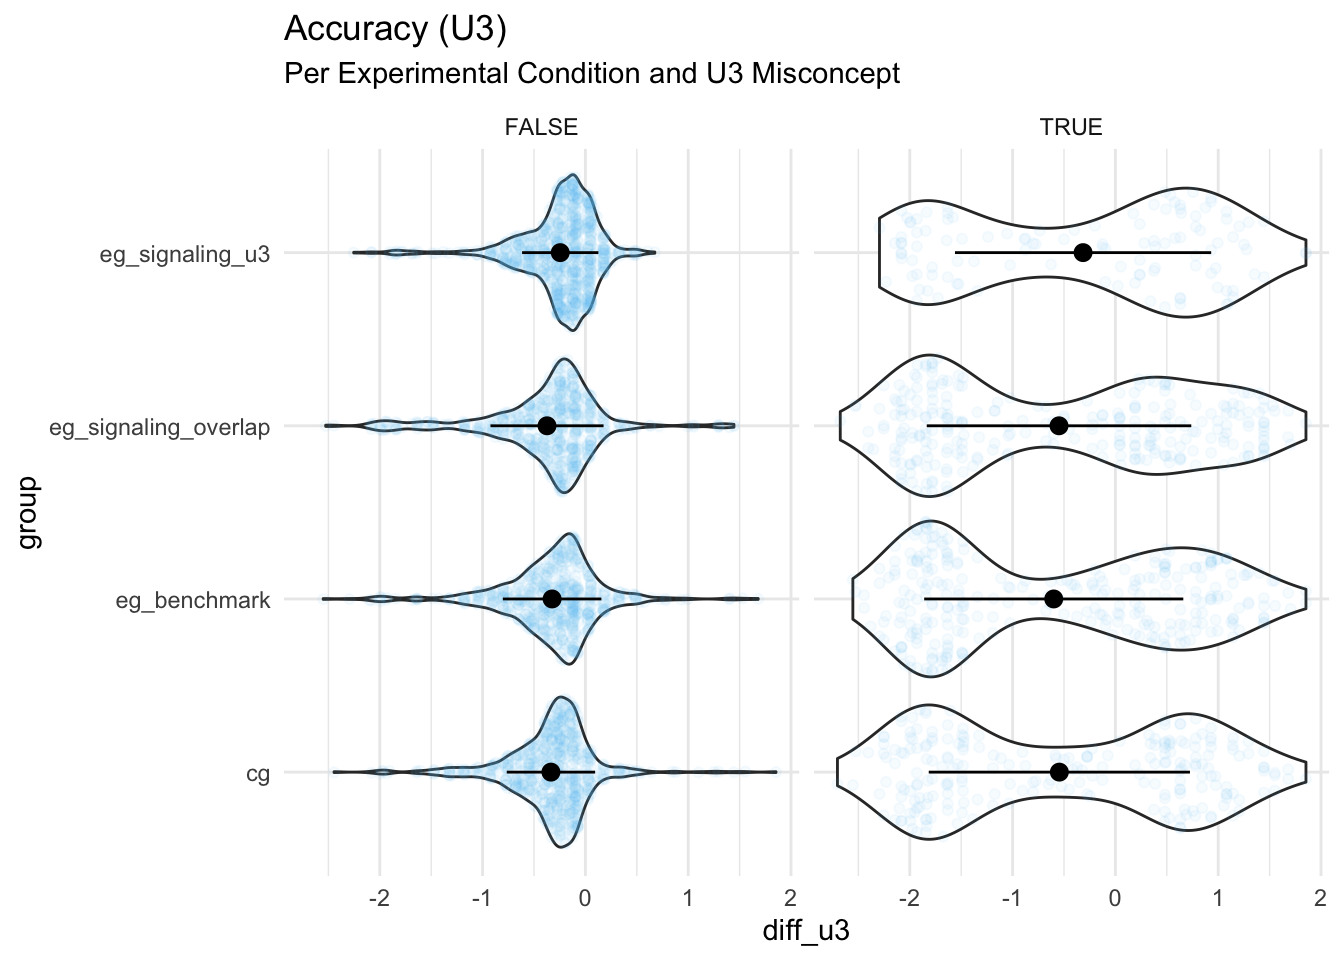 Accuracy (U3)
Per Experimental Condition and U3 Misconcept
FALSE
TRUE
eg_signaling_u3
eg_signaling_overlap
eg_benchmark
cg
group
-2 -1 0 1 2
-2 -1 0 1 2
diff_u3